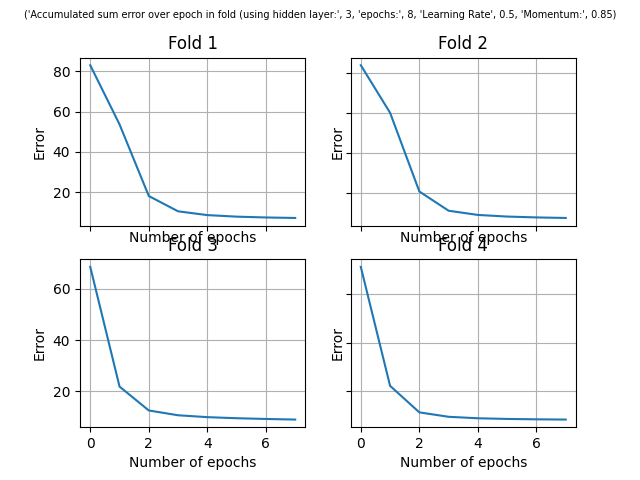 ('Accumulated sum error over epoch in fold (using hidden layer:', 3, 'epochs:', 8, 'Learning Rate', 0.5, 'Momentum:', 0.85)
Fold 1
Fold 2
80
60
40
20
Error
Error
Number of epochs
Number of epochs
Fold 3
Fold 4
60
40
20
Error
Error
0 2 4 6
0 2 4 6
Number of epochs
Number of epochs